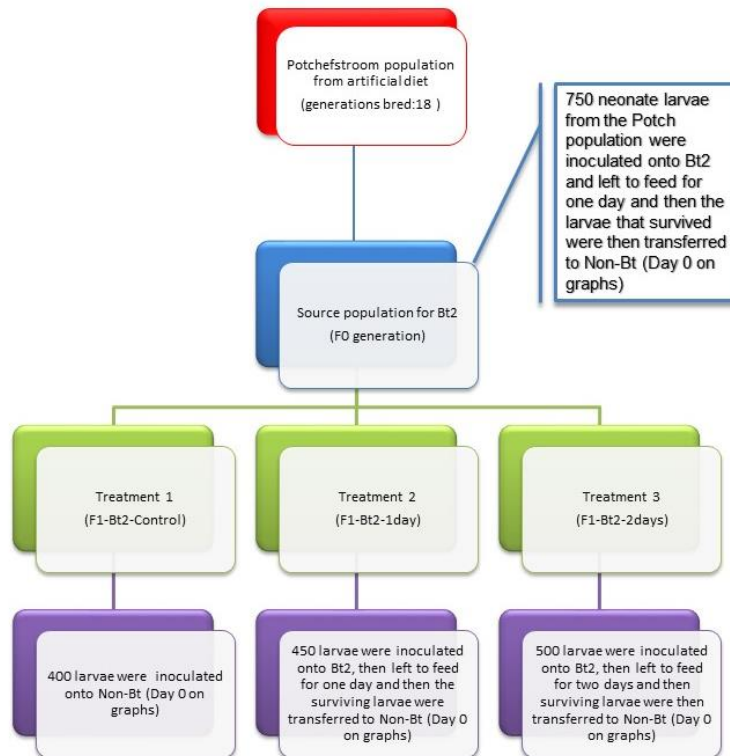 Potchefstroom population
from artificial diet
(generations bred:18 )
750 neonate larvae
from the Potch
population were
inoculated onto Bt2
and left to feed for
one day and then the
larvae that survived
were then transferred
to Non-Bt (Day 0 on
graphs)
Source population for Bt2
(F0 generation)
Treatment 1
(F1-Bt2-Control)
Treatment 2
(F1-Bt2-1day)
Treatment 3
(F1-Bt2-2days)
400 larvae were inoculated
onto Non-Bt (Day 0 on
graphs)
450 larvae were inoculated
onto Bt2, then left to feed
for one day and then the
surviving larvae were
transferred to Non-Bt (Day 0
on graphs)
500 larvae were inoculated
onto Bt2, then left to feed
for two days and then
surviving larvae were then
transferred to Non-Bt (Day 0
on graphs)